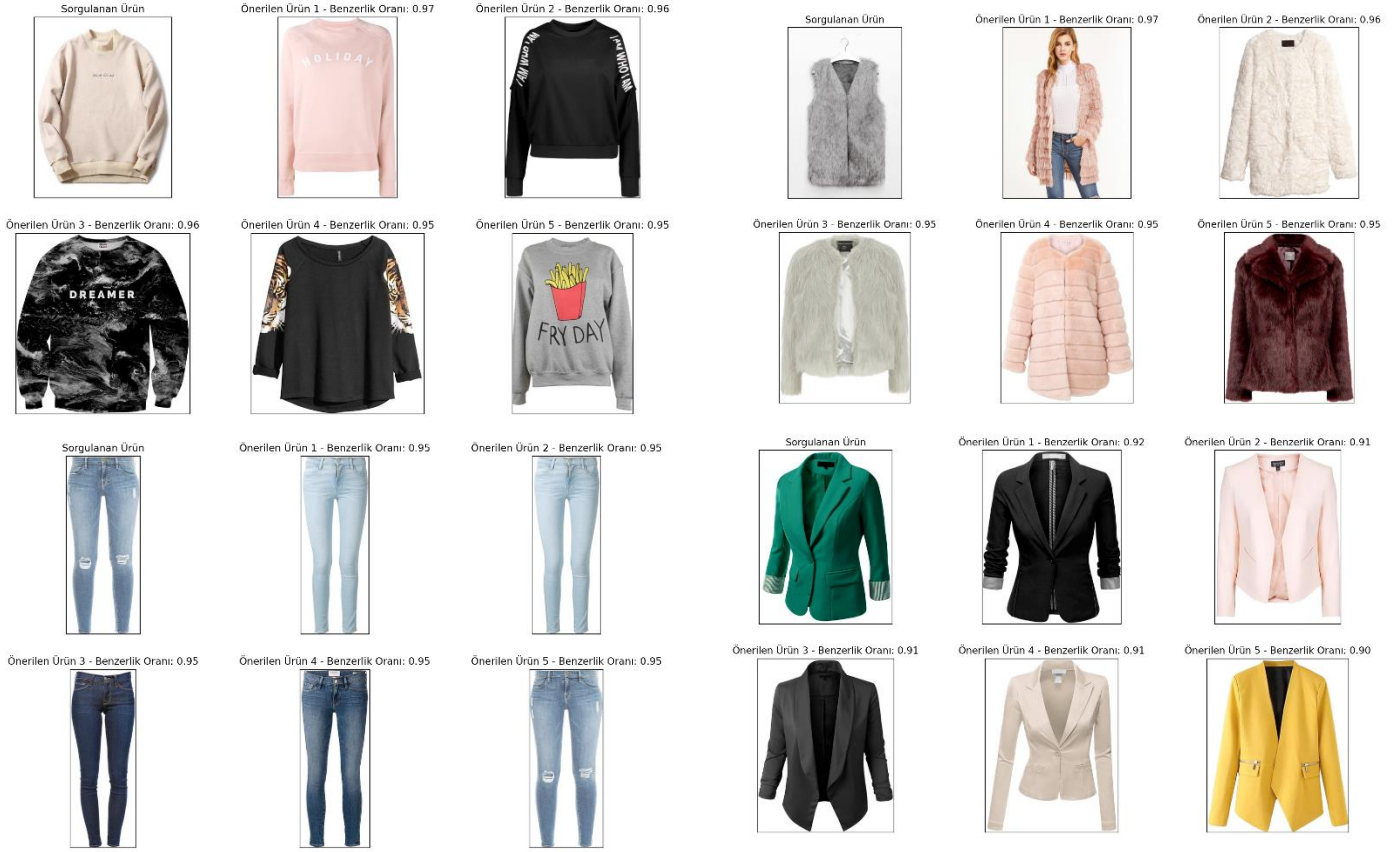 Sorgulanan Ürün
Önerilen Ürün 1 - Benzerlik Oranı: 0.97
Önerilen Ürün 2 - Benzerlik Oranı: 0.96
HOLIDAY
I AM WHO I AM
I AM WHO I AM
Önerilen Ürün 3 - Benzerlik Oranı: 0.96
Önerilen Ürün 4 - Benzerlik Oranı: 0.95
Önerilen Ürün 5 - Benzerlik Oranı: 0.95
DREAMER
FRY DAY
Sorgulanan Ürün
Önerilen Ürün 1 - Benzerlik Oranı: 0.97
Önerilen Ürün 2 - Benzerlik Oranı: 0.96
Önerilen Ürün 3 - Benzerlik Oranı: 0.95
Önerilen Ürün 4 - Benzerlik Oranı: 0.95
Önerilen Ürün 5 - Benzerlik Oranı: 0.95
Sorgulanan Ürün
Önerilen Ürün 1 - Benzerlik Oranı: 0.95
Önerilen Ürün 2 - Benzerlik Oranı: 0.95
Önerilen Ürün 3 - Benzerlik Oranı: 0.95
Önerilen Ürün 4 - Benzerlik Oranı: 0.95
Önerilen Ürün 5 - Benzerlik Oranı: 0.95
Sorgulanan Ürün
Önerilen Ürün 1 - Benzerlik Oranı: 0.92
Önerilen Ürün 2 - Benzerlik Oranı: 0.91
Önerilen Ürün 3 - Benzerlik Oranı: 0.91
Önerilen Ürün 4 - Benzerlik Oranı: 0.91
Önerilen Ürün 5 - Benzerlik Oranı: 0.90